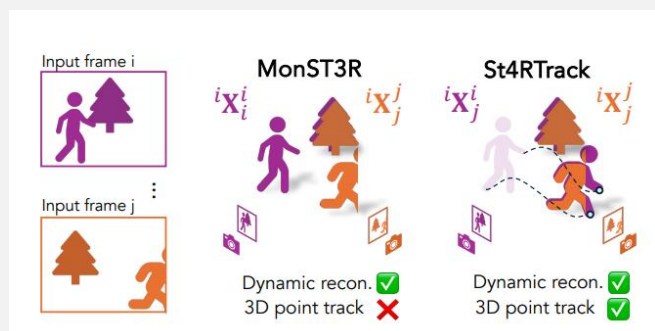 Input frame i
⋮
Input frame j
MonST3R
ⁱXⁱᵢ
ⁱXʲⱼ
Dynamic recon. ✅
3D point track ❌
St4RTrack
ⁱXⁱⱼ
ⁱXʲⱼ
Dynamic recon. ✅
3D point track ✅